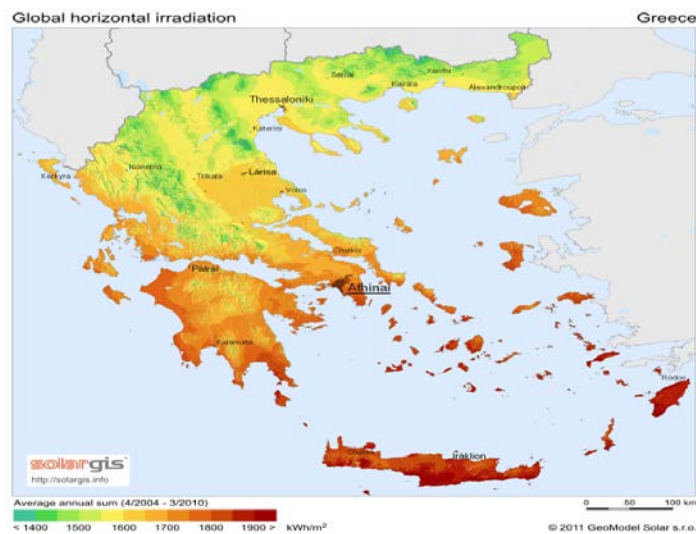 Global horizontal irradiation
Greece
Serrai
Xanthi
Kavala
Alexandroupoli
Thessaloniki
Katerini
Ioannina
Kerkyra
Trikala
Larisa
Volos
Chalkis
Patrai
Athinai
Kalamata
Rodos
Chania
Iraklion
solargis
http://solargis.info
Average annual sum (4/2004 - 3/2010)
0 50 100 km
< 1400 1500 1600 1700 1800 1900 > kWh/m²
© 2011 GeoModel Solar s.r.o.